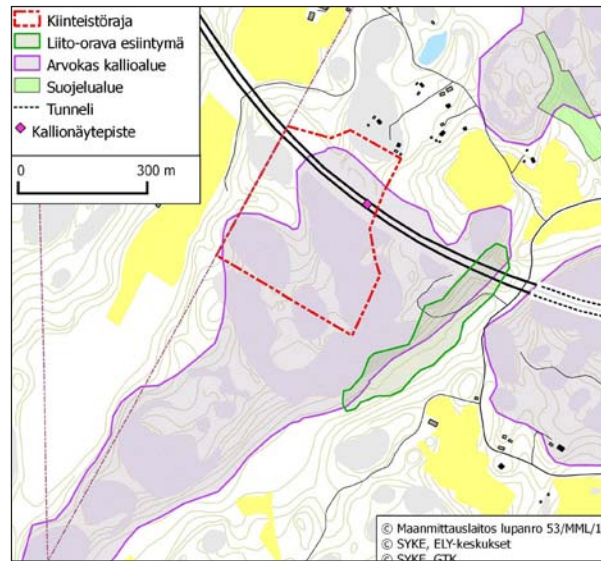 Kiinteistöraja
Liito-orava esiintymä
Arvokas kallioalue
Suojelualue
Tunneli
Kallionäytepiste
0 300 m
© Maanmittauslaitos lupanro 53/MML/1
© SYKE, ELY-keskukset
© SYKE, GTK